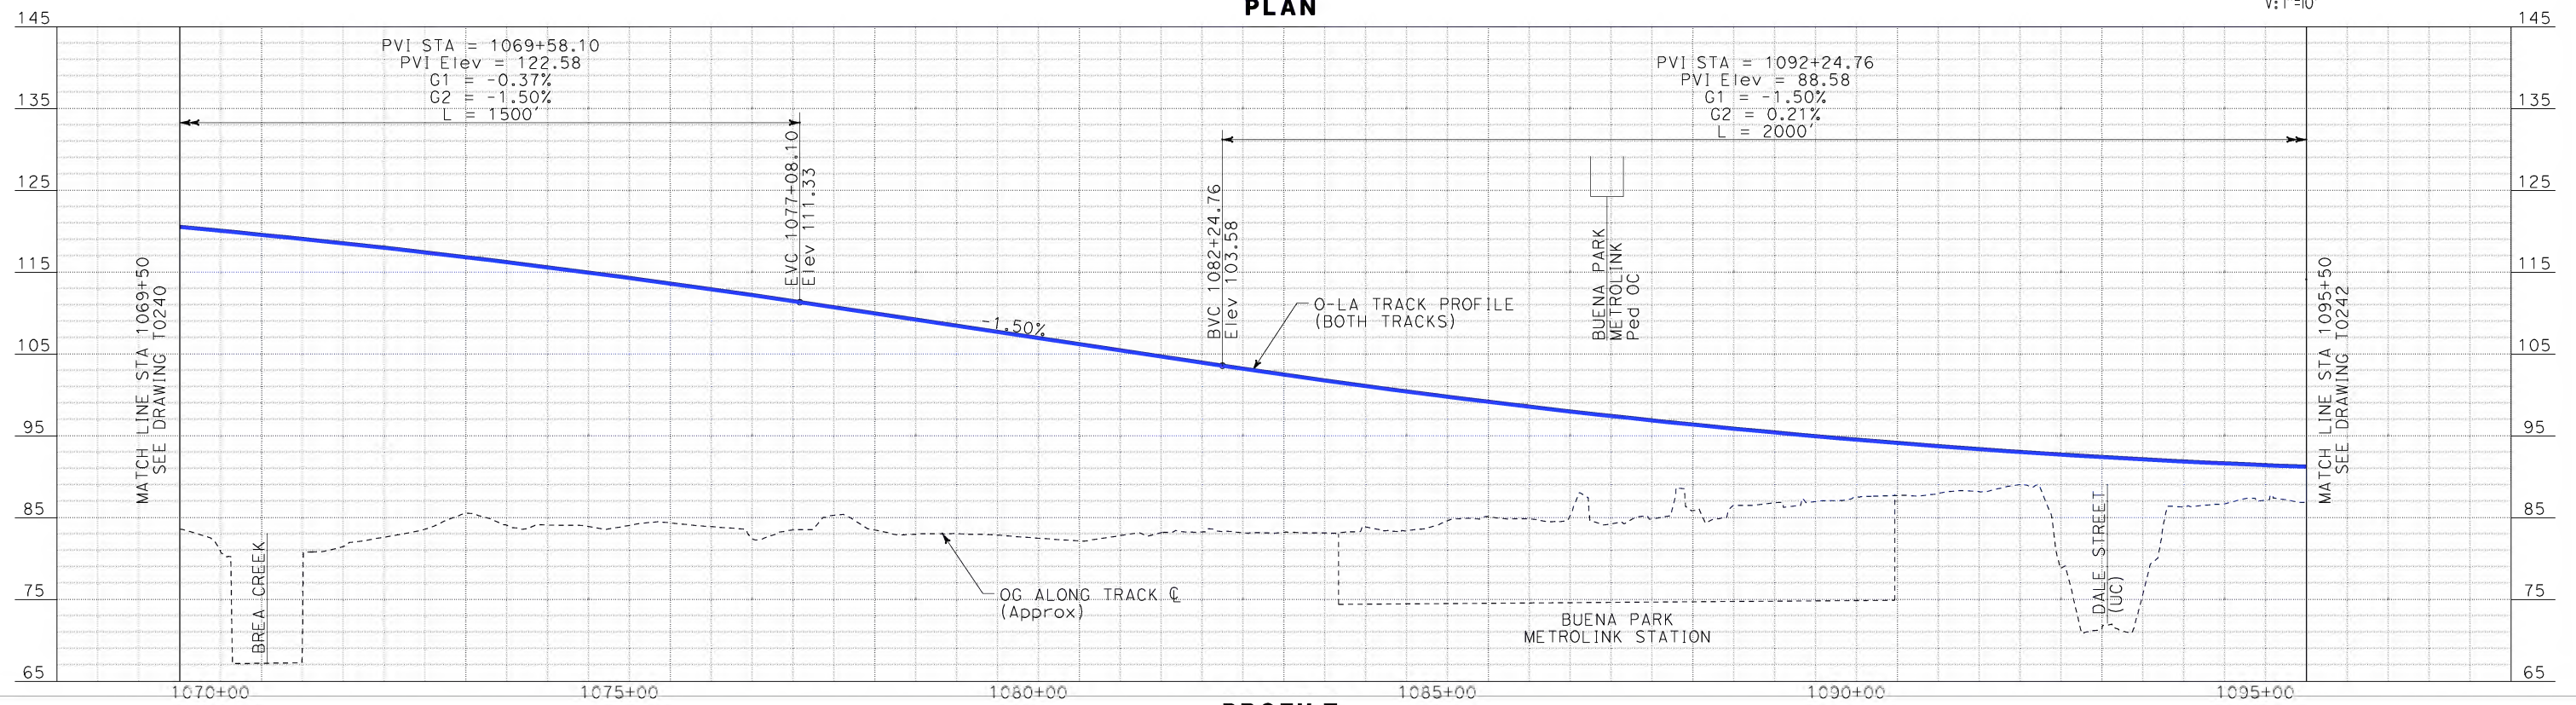 PLAN
V:1"=10'
145
145
PVI STA = 1069+58.10
PVI Elev = 122.58
G1 = -0.37%
G2 = -1.50%
L = 1500'
PVI STA = 1092+24.76
PVI Elev = 88.58
G1 = -1.50%
G2 = 0.21%
L = 2000'
135
135
EVC 1077+08.10
Elev 111.33
125
125
BVC 1082+24.76
Elev 103.58
BUENA PARK
METROLINK
Ped OC
115
115
MATCH LINE STA 1069+50
SEE DRAWING T0240
O-LA TRACK PROFILE
(BOTH TRACKS)
-1.50%
MATCH LINE STA 1095+50
SEE DRAWING T0242
105
105
95
95
85
85
BREA CREEK
OG ALONG TRACK ℄
(Approx)
DALE STREET
(UC)
75
75
BUENA PARK
METROLINK STATION
65
65
1070+00
1075+00
1080+00
1085+00
1090+00
1095+00